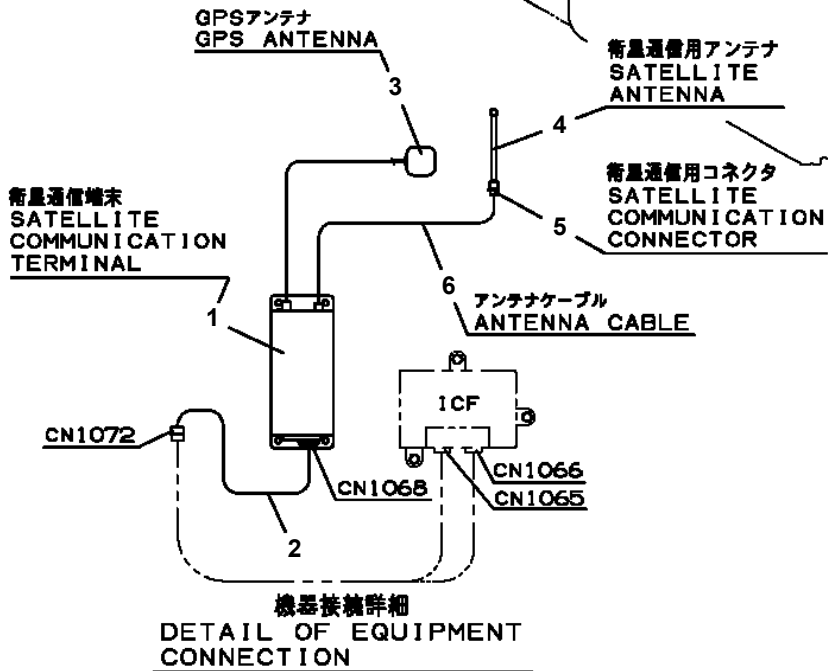 GPSアンテナ
GPS ANTENNA
3
衛星通信用アンテナ
SATELLITE
ANTENNA
4
衛星通信用コネクタ
SATELLITE
COMMUNICATION
CONNECTOR
5
衛星通信端末
SATELLITE
COMMUNICATION
TERMINAL
1
6
アンテナケーブル
ANTENNA CABLE
ICF
CN1072
CN1066
CN1068
CN1065
2
機器接続詳細
DETAIL OF EQUIPMENT
CONNECTION